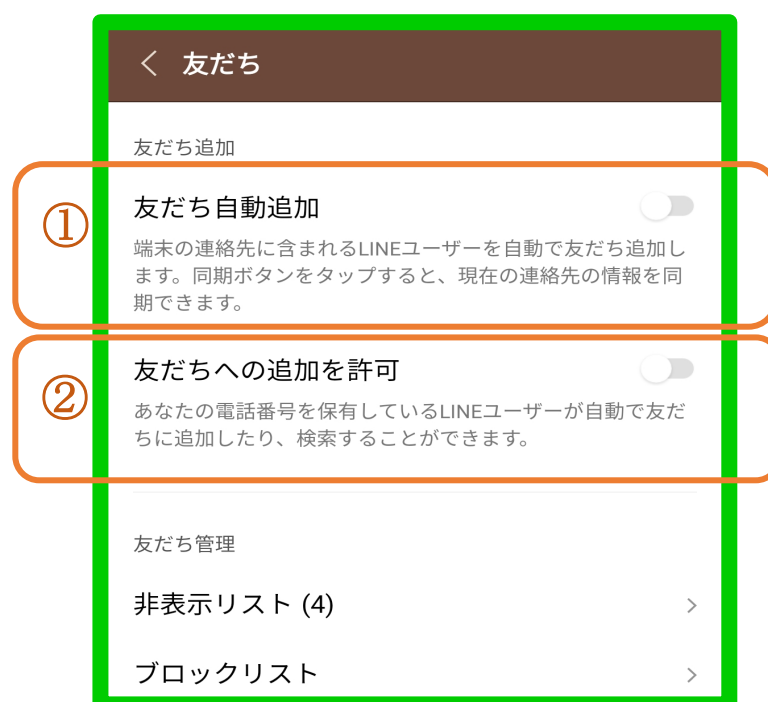 友だち
友だち追加
①
友だち自動追加
端末の連絡先に含まれるLINEユーザーを自動で友だち追加し
ます。同期ボタンをタップすると、現在の連絡先の情報を同
期できます。
②
友だちへの追加を許可
あなたの電話番号を保有しているLINEユーザーが自動で友だ
ちに追加したり、検索することができます。
友だち管理
非表示リスト (4)
ブロックリスト